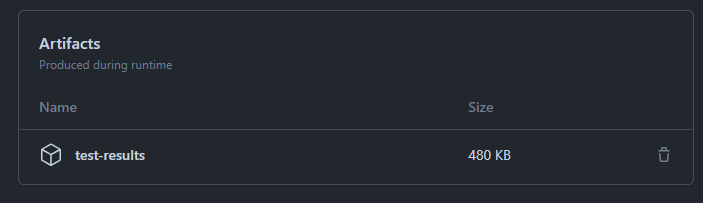 Artifacts
Produced during runtime
Name Size
test-results 480 KB